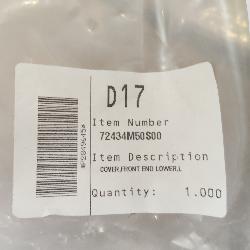 D17
Item Number
72434M50S00
Item Description
COVER,FRONT END LOWER,L
Quantity: 1.000